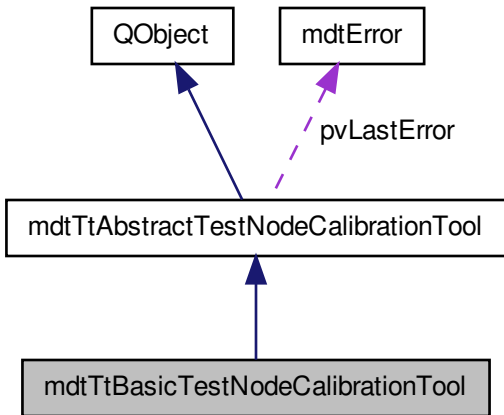 QObject
mdtError
pvLastError
mdtTtAbstractTestNodeCalibrationTool
mdtTtBasicTestNodeCalibrationTool